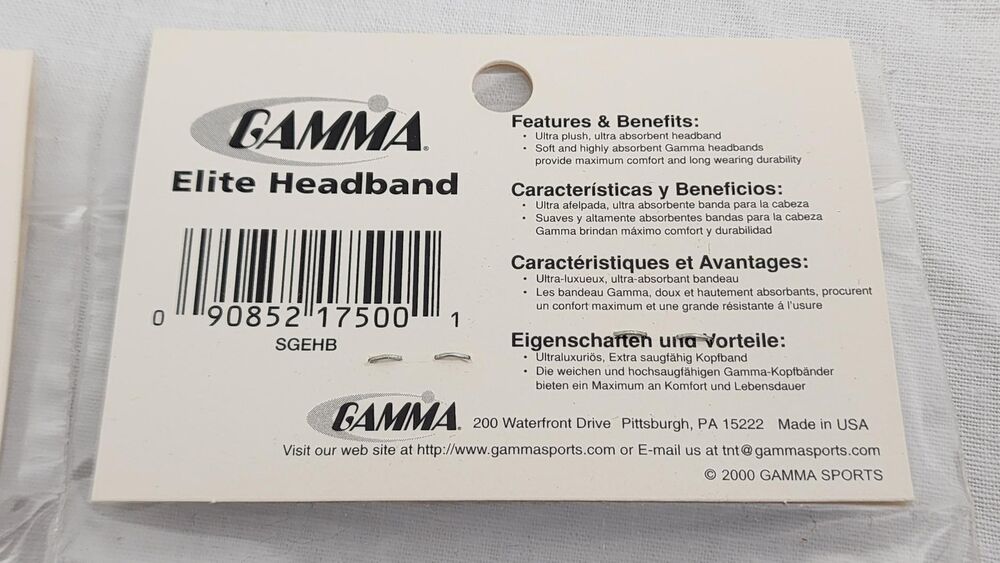 GAMMA®
Elite Headband
0 90852 17500 1
SGEHB
Features & Benefits:
• Ultra plush, ultra absorbent headband
• Soft and highly absorbent Gamma headbands
provide maximum comfort and long wearing durability
Características y Beneficios:
• Ultra afelpada, ultra absorbente banda para la cabeza
• Suaves y altamente absorbentes bandas para la cabeza
Gamma brindan máximo comfort y durabilidad
Caractéristiques et Avantages:
• Ultra-luxueux, ultra-absorbant bandeau
• Les bandeau Gamma, doux et hautement absorbants, procurent
un confort maximum et une grande résistante á l'usure
Eigenschaften und Vorteile:
• Ultraluxuriös, Extra saugfähig Kopfband
• Die weichen und hochsaugfähigen Gamma-Kopfbänder
bieten ein Maximum an Komfort und Lebensdauer
GAMMA® 200 Waterfront Drive Pittsburgh, PA 15222 Made in USA
Visit our web site at http://www.gammasports.com or E-mail us at tnt@gammasports.com
© 2000 GAMMA SPORTS